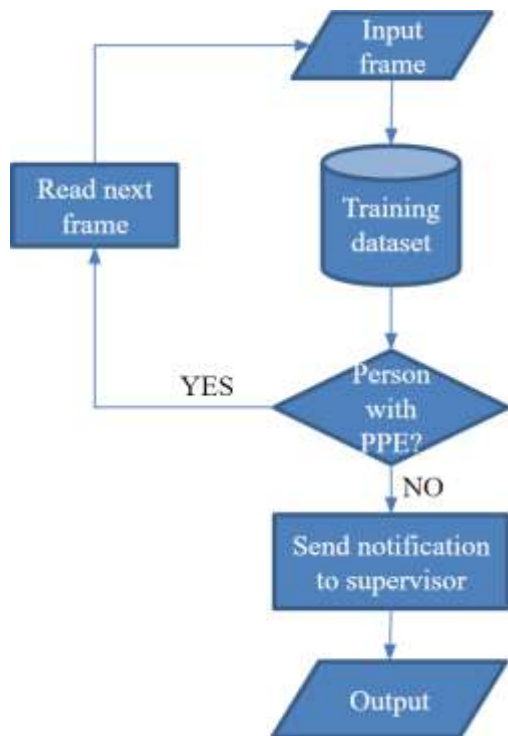 Input
frame
Read next
frame
Training
dataset
Person
with
PPE?
YES
NO
Send notification
to supervisor
Output